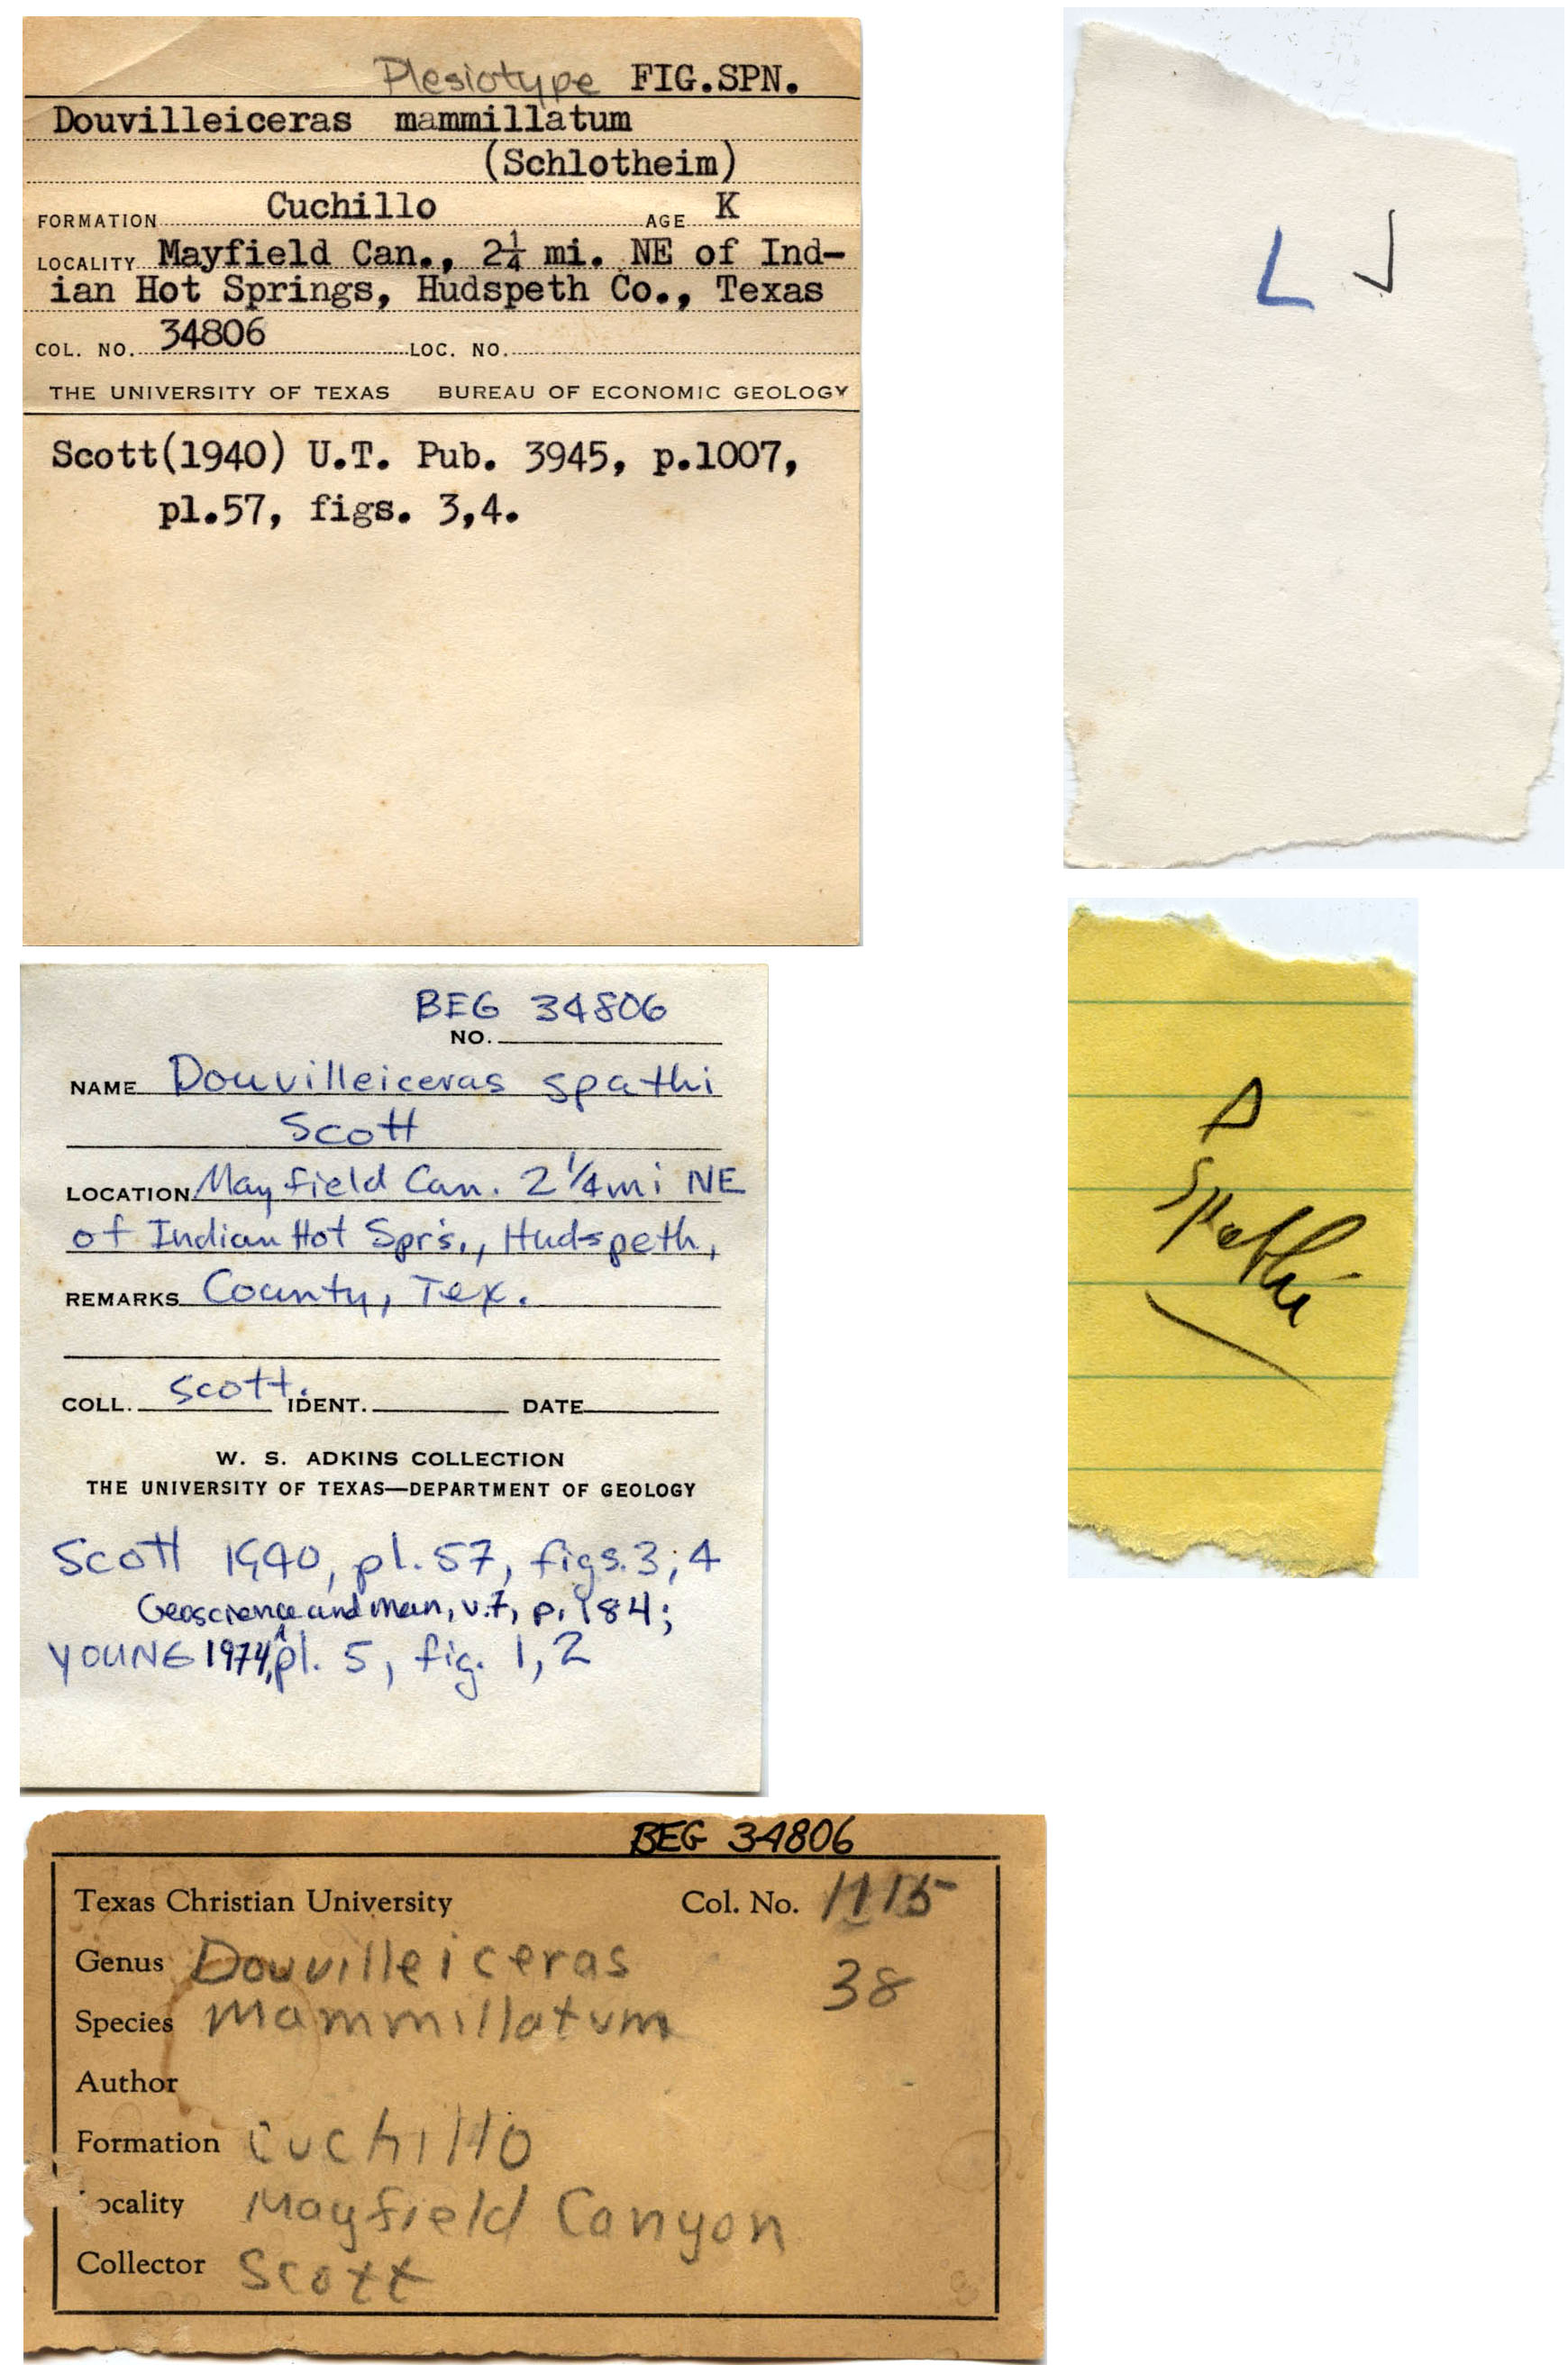 Plesiotype FIG.SPN.
Douvilleiceras mammillatum
(Schlotheim)
FORMATION Cuchillo AGE K
LOCALITY Mayfield Can., 2¼ mi. NE of Ind-
ian Hot Springs, Hudspeth Co., Texas
COL. NO. 34806 LOC. NO.
THE UNIVERSITY OF TEXAS BUREAU OF ECONOMIC GEOLOGY
Scott(1940) U.T. Pub. 3945, p.1007,
pl.57, figs. 3,4.
BEG 34806
NO.
NAME Douvilleiceras spathi
Scott
LOCATION Mayfield Can. 2 1/4 mi NE
of Indian Hot Spr's., Hudspeth,
REMARKS County, Tex.
COLL. Scott. IDENT. DATE
W. S. ADKINS COLLECTION
THE UNIVERSITY OF TEXAS—DEPARTMENT OF GEOLOGY
Scott 1940, pl. 57, figs. 3, 4
Geoscience and Man, v.7, p. 184;
YOUNG 1974, pl. 5, fig. 1, 2
BEG 34806
Texas Christian University Col. No. 1115
38
Genus Douvilleiceras
Species Mammillatum
Author
Formation Cuchillo
ocality Mayfield Canyon
Collector Scott
L
D
Spathi